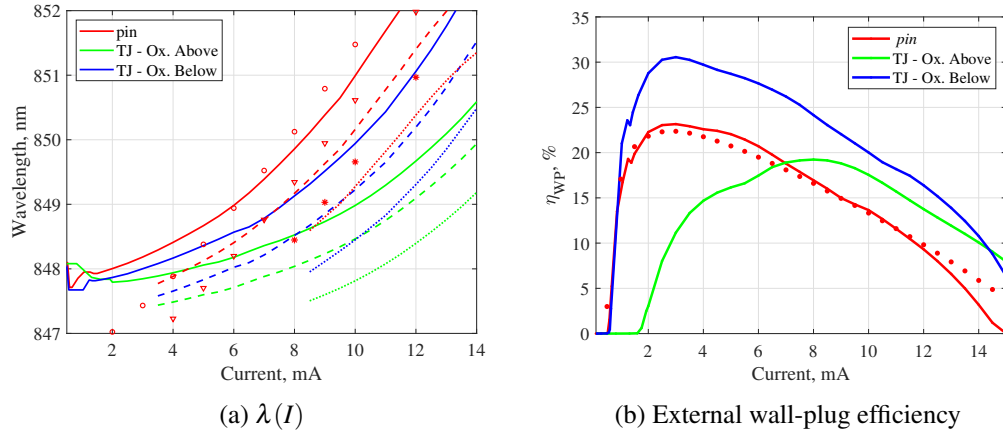 852
851
850
849
848
847
Wavelength, nm
pin
TJ - Ox. Above
TJ - Ox. Below
2 4 6 8 10 12 14
Current, mA
(a) λ(I)
35
30
25
20
15
10
5
0
ηWP, %
pin
TJ - Ox. Above
TJ - Ox. Below
2 4 6 8 10 12 14
Current, mA
(b) External wall-plug efficiency